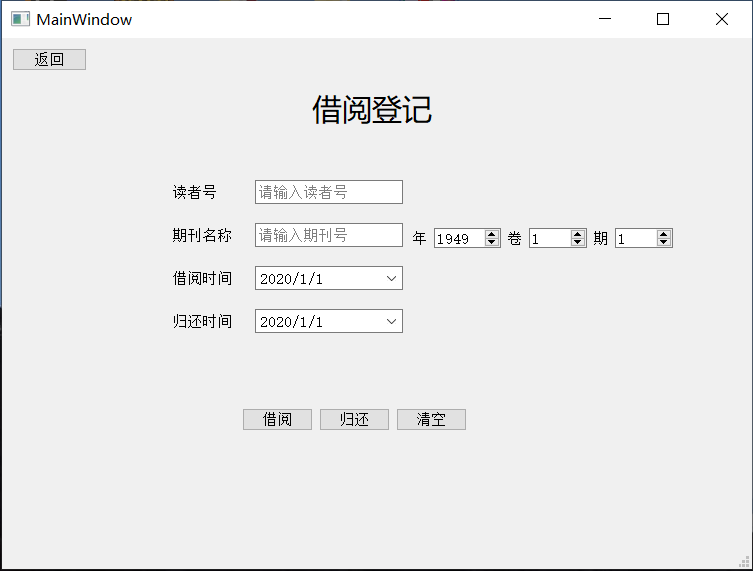 MainWindow
返回
借阅登记
读者号 请输入读者号
期刊名称 请输入期刊号 年 1949 卷 1 期 1
借阅时间 2020/1/1
归还时间 2020/1/1
借阅 归还 清空